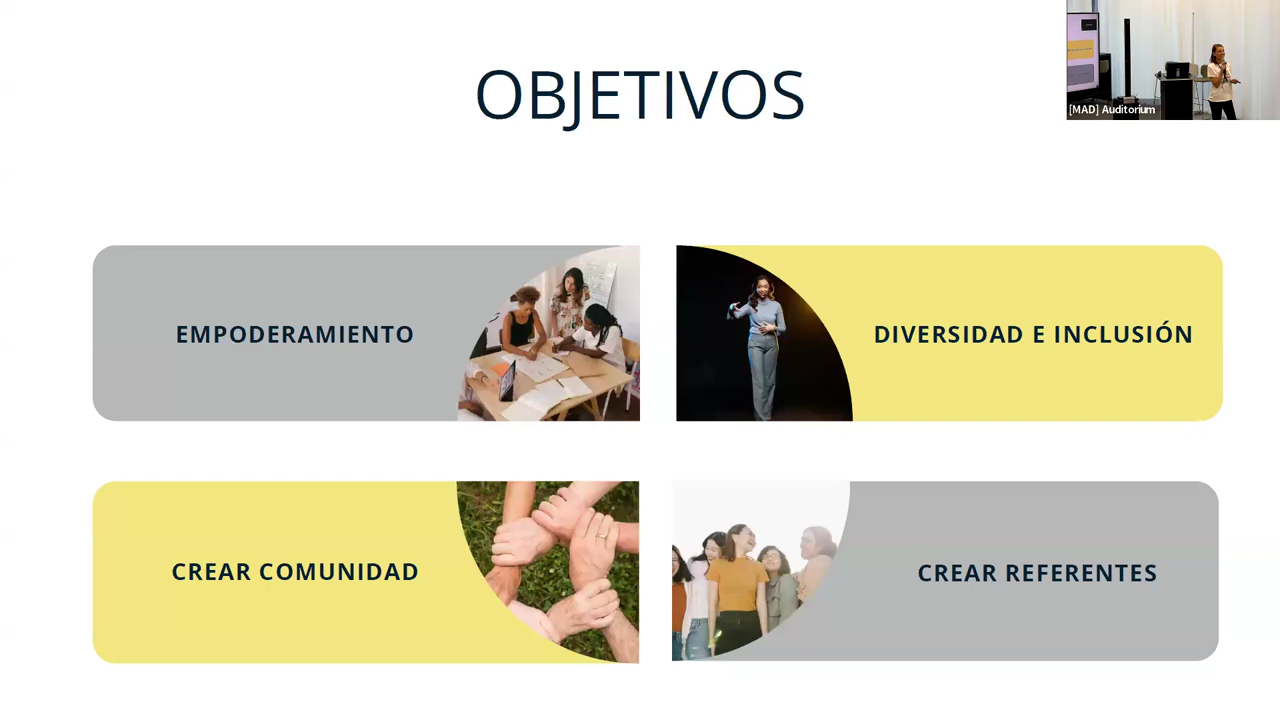 [MAD] Auditorium
OBJETIVOS
EMPODERAMIENTO
DIVERSIDAD E INCLUSIÓN
CREAR COMUNIDAD
CREAR REFERENTES